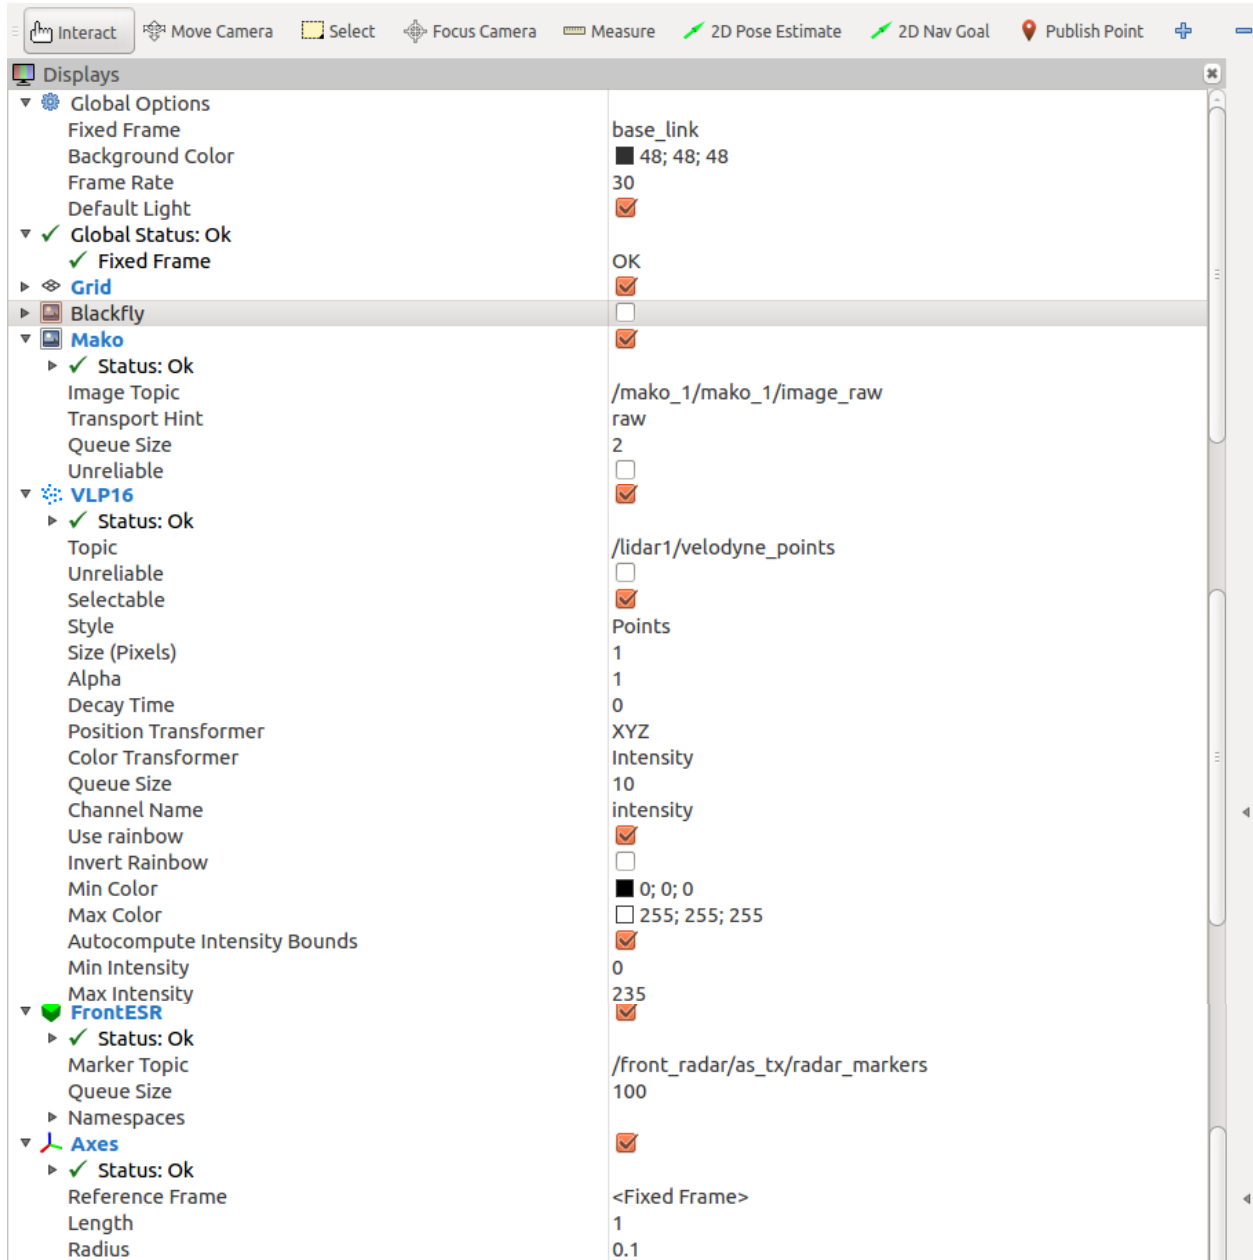 Interact Move Camera Select Focus Camera Measure 2D Pose Estimate 2D Nav Goal Publish Point
Displays
Global Options
Fixed Frame base_link
Background Color 48; 48; 48
Frame Rate 30
Default Light
Global Status: Ok
Fixed Frame OK
Grid
Blackfly
Mako
Status: Ok
Image Topic /mako_1/mako_1/image_raw
Transport Hint raw
Queue Size 2
Unreliable
VLP16
Status: Ok
Topic /lidar1/velodyne_points
Unreliable
Selectable
Style Points
Size (Pixels) 1
Alpha 1
Decay Time 0
Position Transformer XYZ
Color Transformer Intensity
Queue Size 10
Channel Name intensity
Use rainbow
Invert Rainbow
Min Color 0; 0; 0
Max Color 255; 255; 255
Autocompute Intensity Bounds
Min Intensity 0
Max Intensity 235
FrontESR
Status: Ok
Marker Topic /front_radar/as_tx/radar_markers
Queue Size 100
Namespaces
Axes
Status: Ok
Reference Frame <Fixed Frame>
Length 1
Radius 0.1